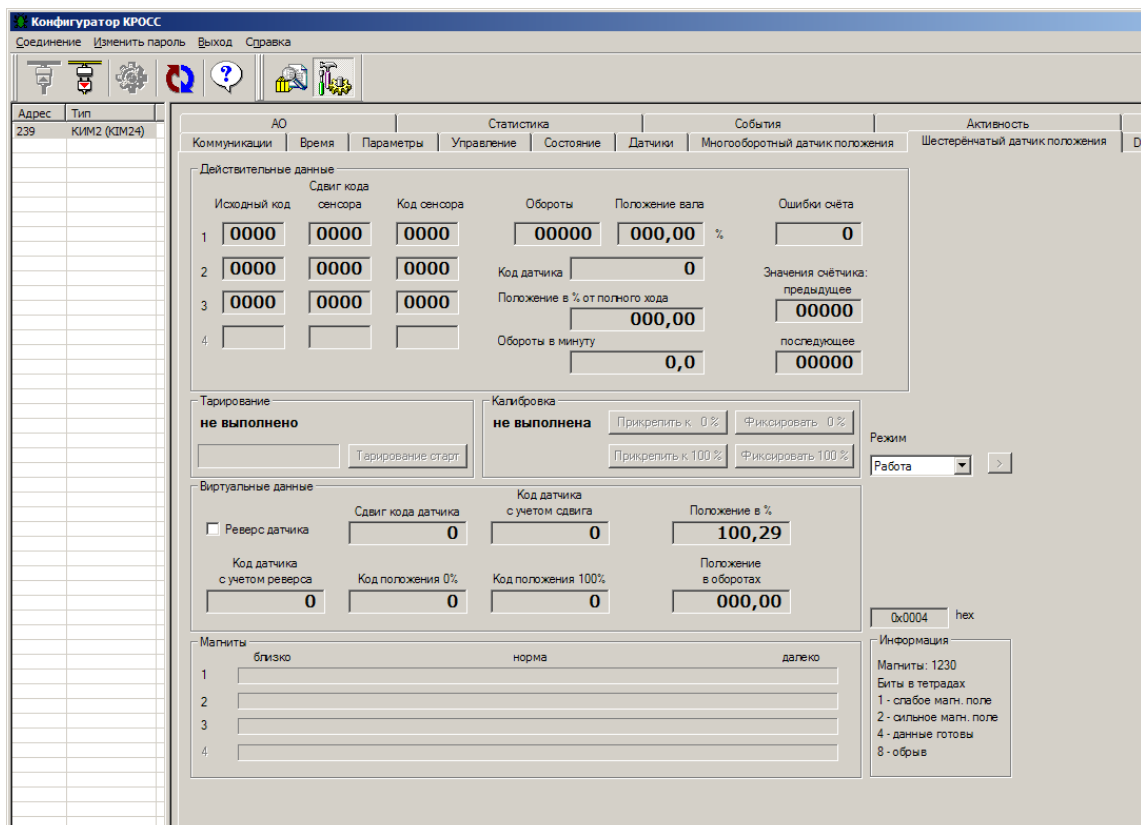 Конфигуратор КРОСС
Соединение Изменить пароль Выход Справка
Адрес Тип
239 КИМ2 (KIM24)
АО Статистика События Активность
Коммуникации Время Параметры Управление Состояние Датчики Многооборотный датчик положения Шестерёнчатый датчик положения D
Действительные данные
Исходный код Сдвиг кода сенсора Код сенсора Обороты Положение вала Ошибки счёта
1 0000 0000 0000 00000 000,00 % 0
2 0000 0000 0000 Код датчика 0 Значения счётчика:
предыдущее
3 0000 0000 0000 Положение в % от полного хода 00000
000,00
4 Обороты в минуту последующее
0,0 00000
Тарирование
не выполнено
Тарирование старт
Калибровка
не выполнена Прикрепить к 0 % Фиксировать 0 %
Прикрепить к 100 % Фиксировать 100 %
Режим
Работа >
Виртуальные данные
Реверс датчика
Сдвиг кода датчика
0
Код датчика
с учетом сдвига
0
Положение в %
100,29
Код датчика
с учетом реверса
0
Код положения 0%
0
Код положения 100%
0
Положение
в оборотах
000,00
0x0004 hex
Магниты
близко норма далеко
1
2
3
4
Информация
Магниты: 1230
Биты в тетрадах
1 - слабое магн. поле
2 - сильное магн. поле
4 - данные готовы
8 - обрыв